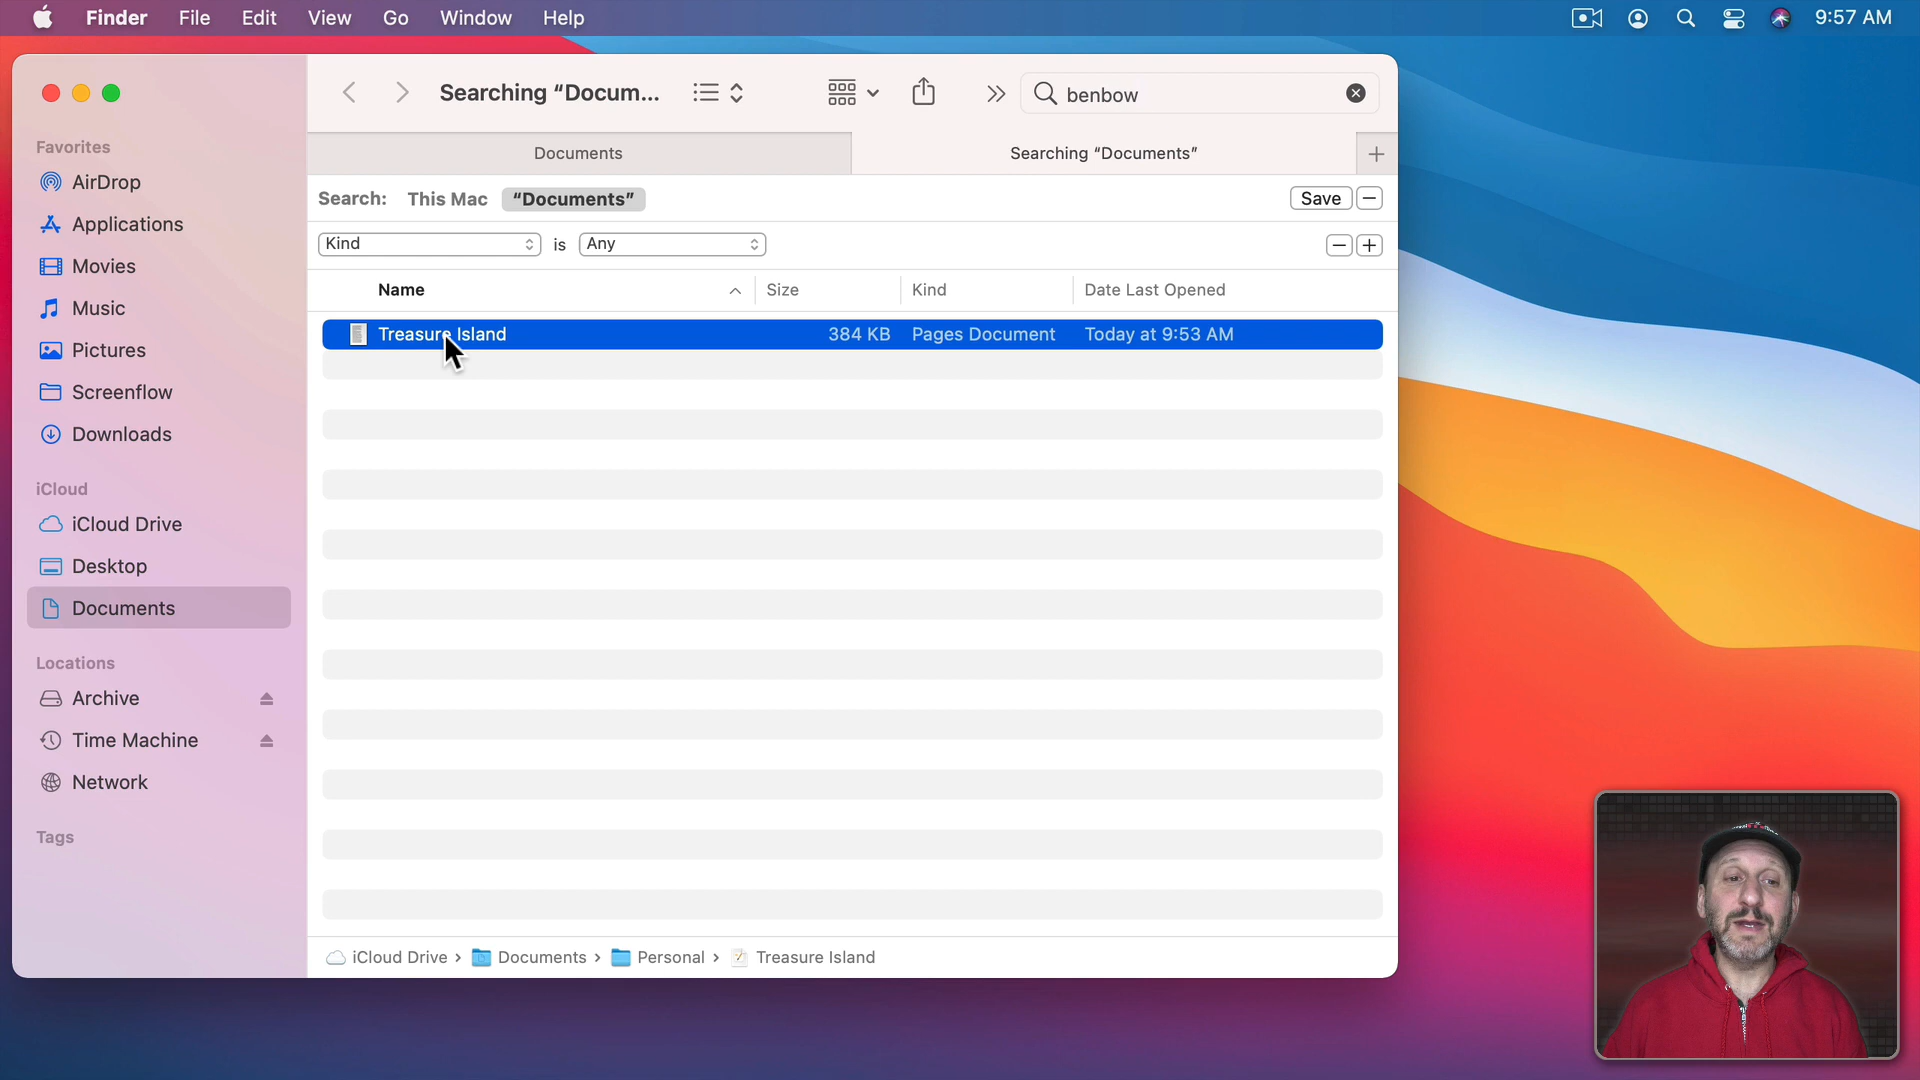 Finder File Edit View Go Window Help 9:57 AM
Searching “Docum... benbow
Documents Searching “Documents”
Search: This Mac “Documents” Save
Kind is Any
Name Size Kind Date Last Opened
Treasure Island 384 KB Pages Document Today at 9:53 AM
Favorites
AirDrop
Applications
Movies
Music
Pictures
Screenflow
Downloads
iCloud
iCloud Drive
Desktop
Documents
Locations
Archive
Time Machine
Network
Tags
iCloud Drive › Documents › Personal › Treasure Island